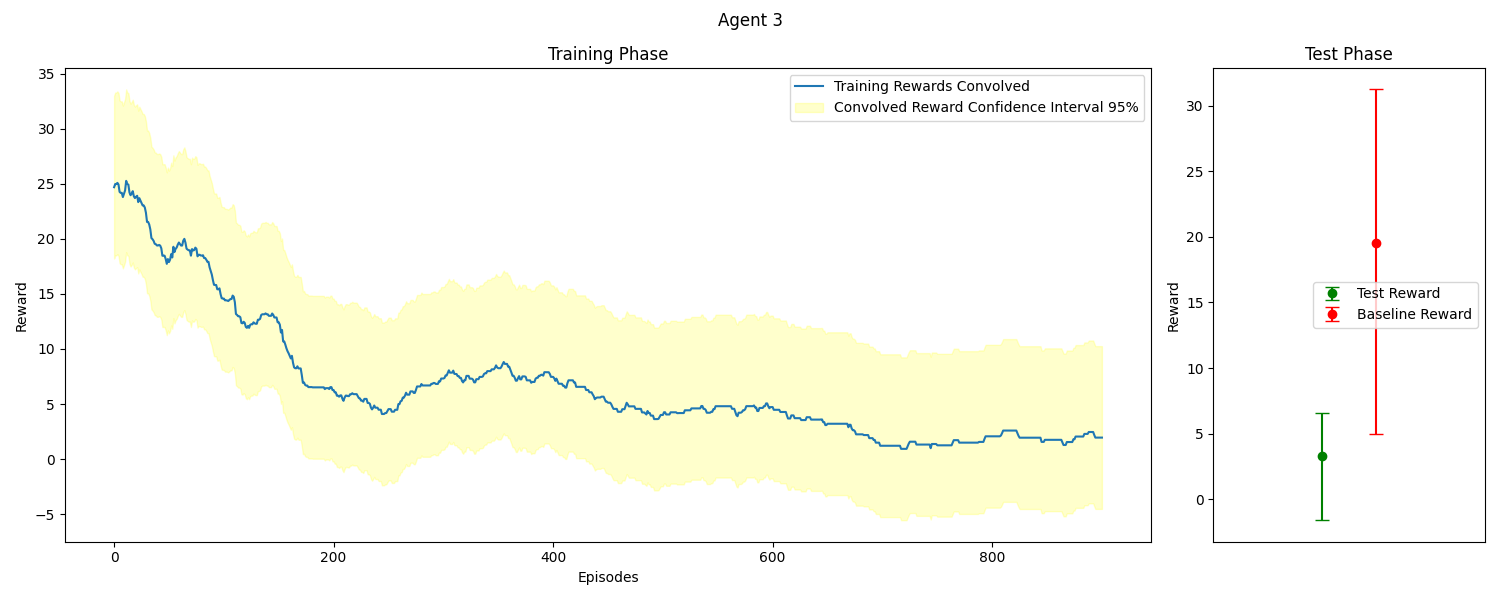 Agent 3
Training Phase
Reward
35
30
25
20
15
10
5
0
−5
0
200
400
600
800
Episodes
Training Rewards Convolved
Convolved Reward Confidence Interval 95%
Test Phase
Reward
30
25
20
15
10
5
0
Test Reward
Baseline Reward